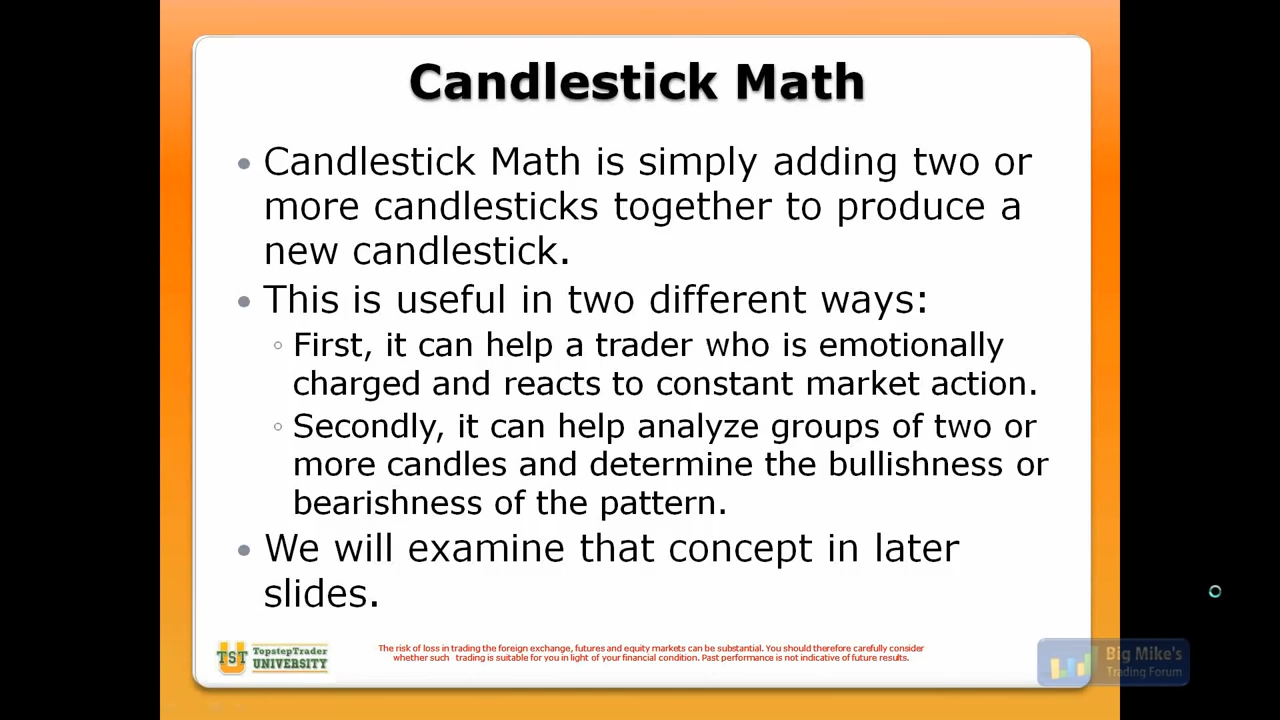 Candlestick Math
• Candlestick Math is simply adding two or
more candlesticks together to produce a
new candlestick.
• This is useful in two different ways:
◦ First, it can help a trader who is emotionally
charged and reacts to constant market action.
◦ Secondly, it can help analyze groups of two or
more candles and determine the bullishness or
bearishness of the pattern.
• We will examine that concept in later
slides.
U
TST
TopstepTrader
UNIVERSITY
The risk of loss in trading the foreign exchange, futures and equity markets can be substantial. You should therefore carefully consider
whether such trading is suitable for you in light of your financial condition. Past performance is not indicative of future results.
Big Mike's
Trading Forum